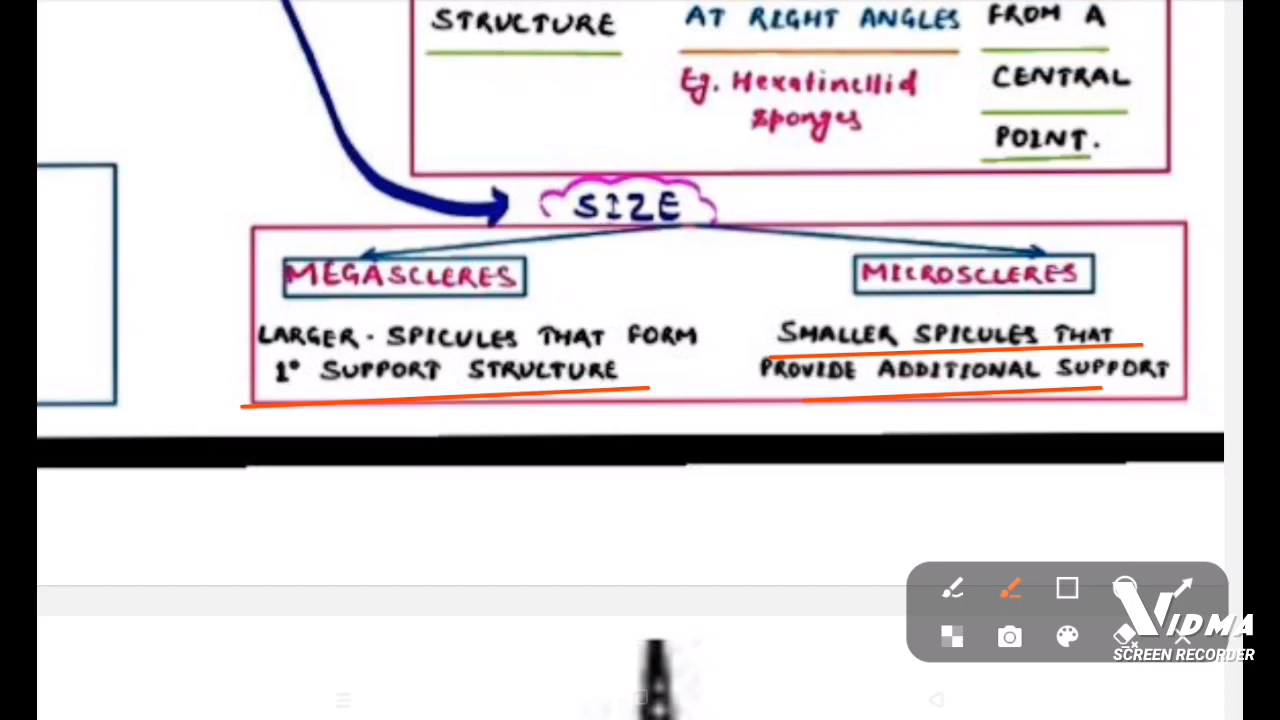 STRUCTURE
AT RIGHT ANGLES
Eg. Hexatinellid
sponges
FROM A
CENTRAL
POINT.
SIZE
MEGASCLERES
MICROSCLERES
LARGER - SPICULES THAT FORM
1° SUPPORT STRUCTURE
SMALLER SPICULES THAT
PROVIDE ADDITIONAL SUPPORT
VIDMA
SCREEN RECORDER